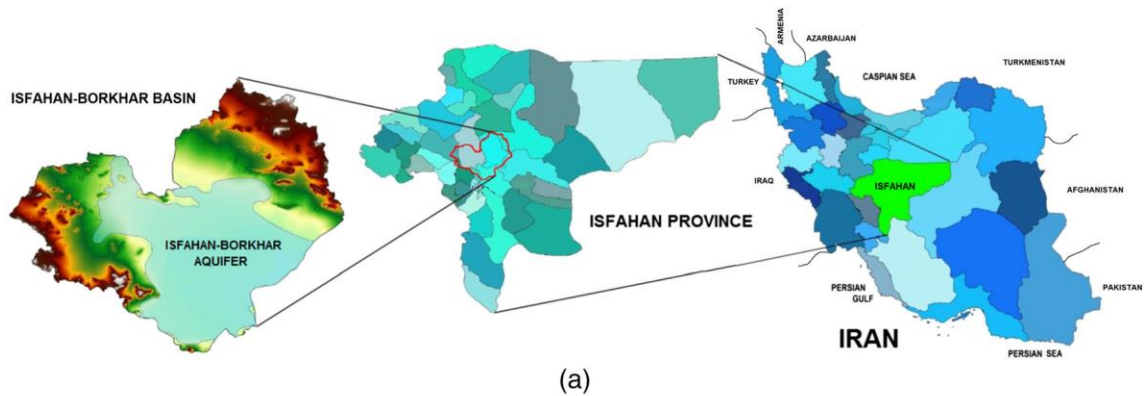 ISFAHAN-BORKHAR BASIN
ISFAHAN-BORKHAR
AQUIFER
ISFAHAN PROVINCE
ARMENIA
AZARBAIJAN
TURKEY
CASPIAN SEA
TURKMENISTAN
IRAQ
ISFAHAN
AFGHANISTAN
PERSIAN
GULF
PAKISTAN
IRAN
PERSIAN SEA
(a)